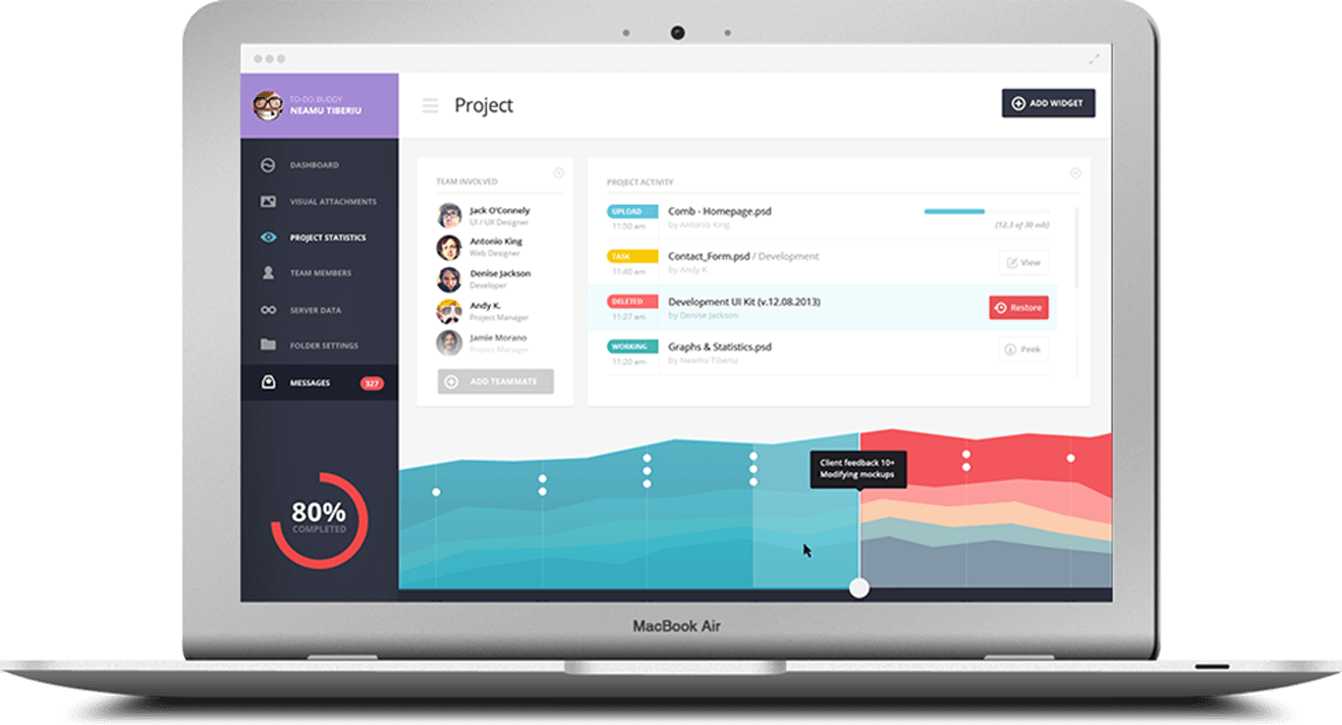 TO-DO BUDDY
NEAMU TIBERIU
Project
ADD WIDGET
DASHBOARD
VISUAL ATTACHMENTS
PROJECT STATISTICS
TEAM MEMBERS
SERVER DATA
FOLDER SETTINGS
MESSAGES 327
80%
COMPLETED
TEAM INVOLVED
Jack O'Connely
UI / UX Designer
Antonio King
Web Designer
Denise Jackson
Developer
Andy K.
Project Manager
Jamie Morano
Project Manager
ADD TEAMMATE
PROJECT ACTIVITY
UPLOAD Comb - Homepage.psd
11:50 am by Antonio King (12.3 of 30 mb)
TASK Contact_Form.psd / Development
11:40 am by Andy K View
DELETED Development UI Kit (v.12.08.2013)
11:27 am by Denise Jackson Restore
WORKING Graphs & Statistics.psd
11:20 am by Neamu Tiberiu Peek
Client feedback 10+
Modifying mockups
MacBook Air